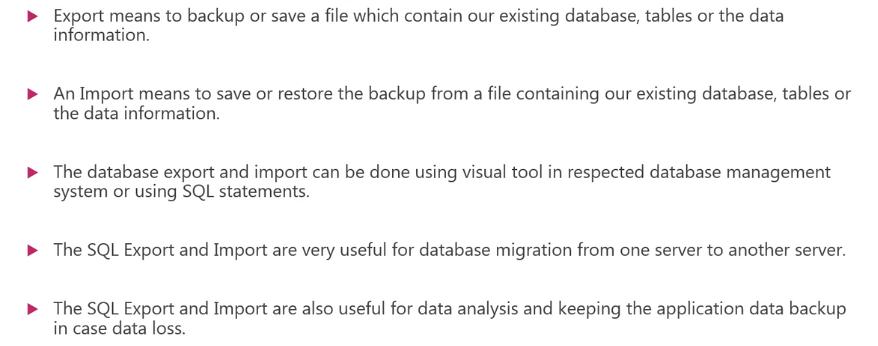 Export means to backup or save a file which contain our existing database, tables or the data
information.
An Import means to save or restore the backup from a file containing our existing database, tables or
the data information.
The database export and import can be done using visual tool in respected database management
system or using SQL statements.
The SQL Export and Import are very useful for database migration from one server to another server.
The SQL Export and Import are also useful for data analysis and keeping the application data backup
in case data loss.